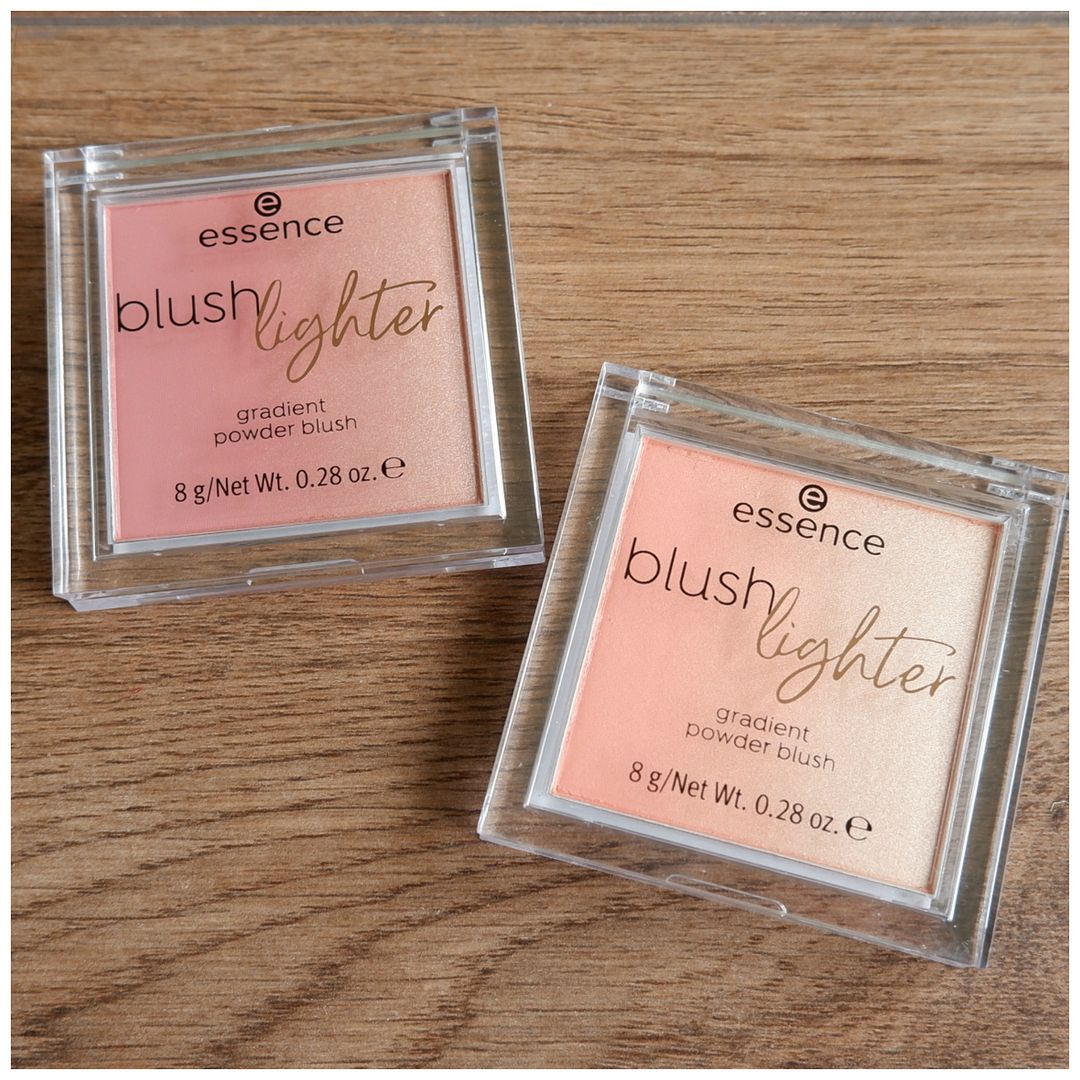 e
essence
blush lighter
gradient
powder blush
8 g/Net Wt. 0.28 oz. ℮
e
essence
blush lighter
gradient
powder blush
8 g/Net Wt. 0.28 oz. ℮